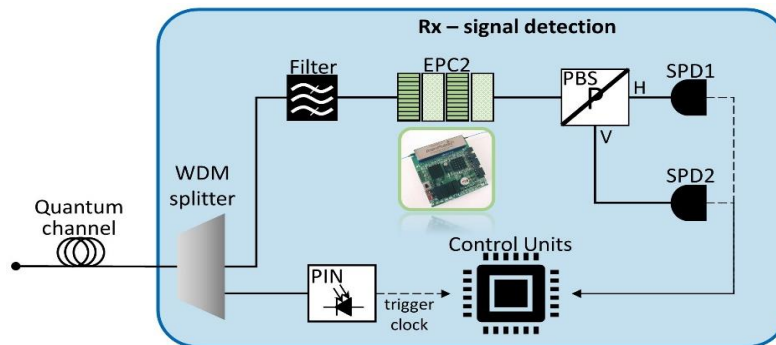 Rx – signal detection
Filter
EPC2
PBS
P
H
V
SPD1
SPD2
WDM
splitter
Quantum
channel
PIN
trigger
clock
Control Units